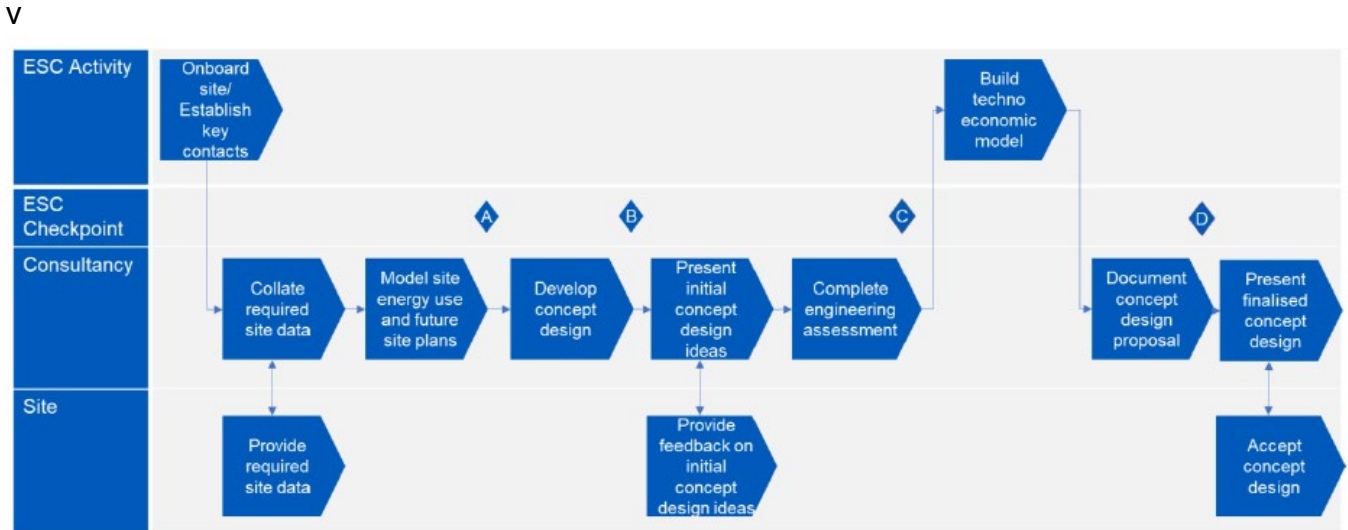 v
ESC Activity
Onboard
site/
Establish
key
contacts
Build
techno
economic
model
ESC
Checkpoint
A
B
C
D
Consultancy
Collate
required
site data
Model site
energy use
and future
site plans
Develop
concept
design
Present
initial
concept
design
ideas
Complete
engineering
assessment
Document
concept
design
proposal
Present
finalised
concept
design
Site
Provide
required
site data
Provide
feedback on
initial
concept
design ideas
Accept
concept
design